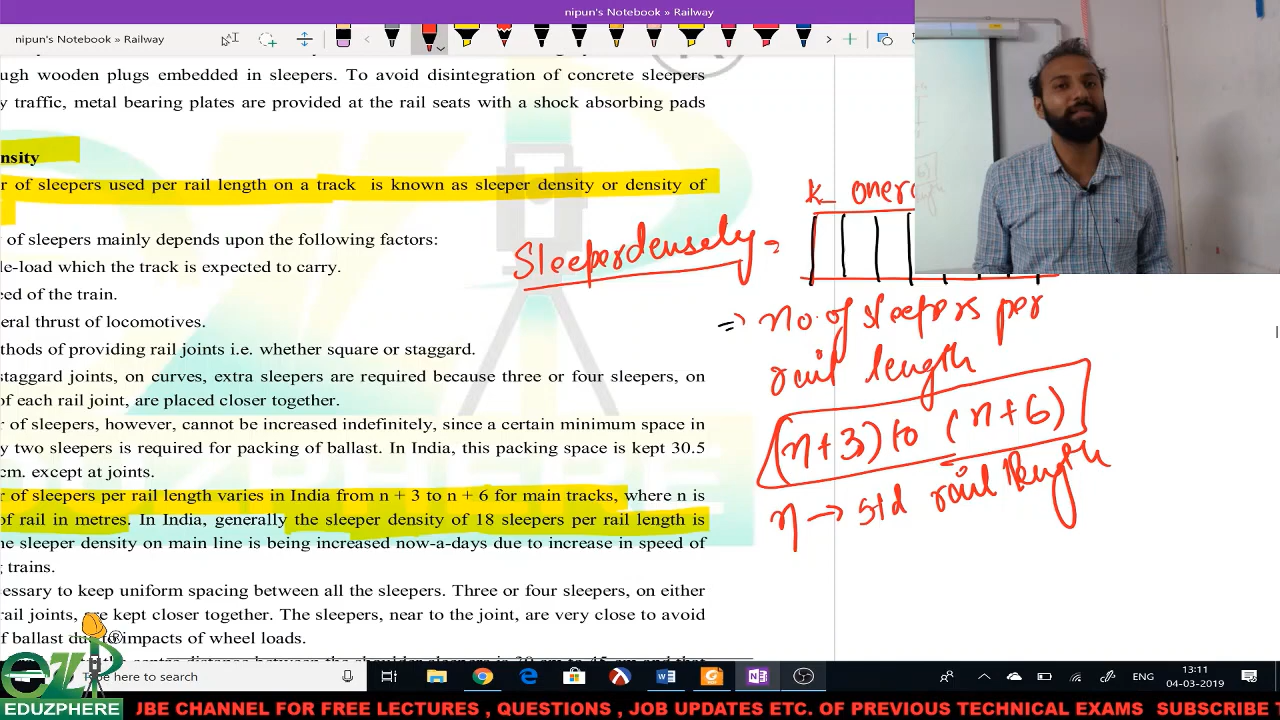 nipun's Notebook » Railway
nipun's Notebook » Railway
ugh wooden plugs embedded in sleepers. To avoid disintegration of concrete sleepers
y traffic, metal bearing plates are provided at the rail seats with a shock absorbing pads
nsity
r of sleepers used per rail length on a track is known as sleeper density or density of
of sleepers mainly depends upon the following factors:
le-load which the track is expected to carry.
eed of the train.
eral thrust of locomotives.
thods of providing rail joints i.e. whether square or staggard.
staggard joints, on curves, extra sleepers are required because three or four sleepers, on
of each rail joint, are placed closer together.
r of sleepers, however, cannot be increased indefinitely, since a certain minimum space in
y two sleepers is required for packing of ballast. In India, this packing space is kept 30.5
cm. except at joints.
r of sleepers per rail length varies in India from n + 3 to n + 6 for main tracks, where n is
of rail in metres. In India, generally the sleeper density of 18 sleepers per rail length is
he sleeper density on main line is being increased now-a-days due to increase in speed of
trains.
cessary to keep uniform spacing between all the sleepers. Three or four sleepers, on either
rail joints, are kept closer together. The sleepers, near to the joint, are very close to avoid
f ballast due to impacts of wheel loads.
Sleeperdensely
=> no. of sleepers per
rail length
(n+3) to (n+6)
n → std rail length
ezp
®
EDUZPHERE
ype here to search
ENG
13:11
04-03-2019
UBE CHANNEL FOR FREE LECTURES , QUESTIONS , JOB UPDATES ETC. OF PREVIOUS TECHNICAL EXAMS SUBSCRIBE